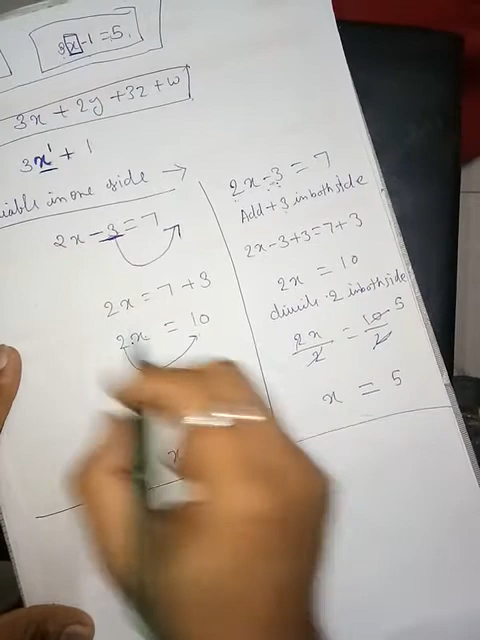 3x-1=5.
3x + 2y + 3z + w
3x¹ + 1
in one side →
2x - 3 = 7
2x = 7 + 3
2x = 10
x
2x - 3 = 7
Add +3 in both side
2x - 3 + 3 = 7 + 3
2x = 10
divide 2 in both side
2x/2 = 10/2 5
x = 5